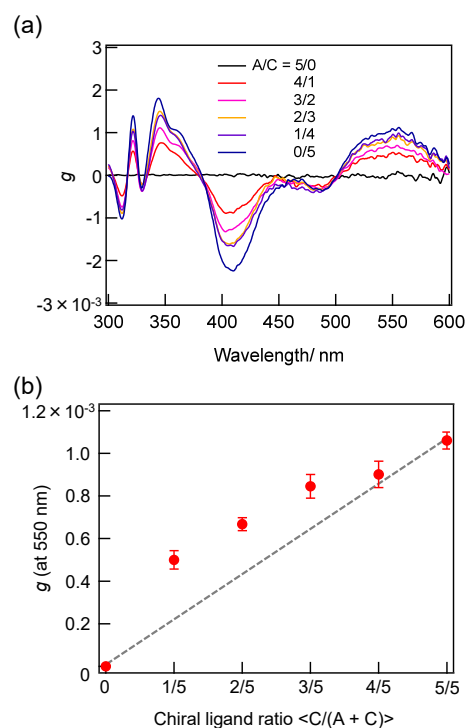 (a)
3
2
1
0
-1
-2
-3 × 10⁻³
g
A/C = 5/0
4/1
3/2
2/3
1/4
0/5
300 350 400 450 500 550 600
Wavelength/ nm
(b)
1.2 × 10⁻³
1.0
0.8
0.6
0.4
0.2
0
g (at 550 nm)
0 1/5 2/5 3/5 4/5 5/5
Chiral ligand ratio <C/(A + C)>